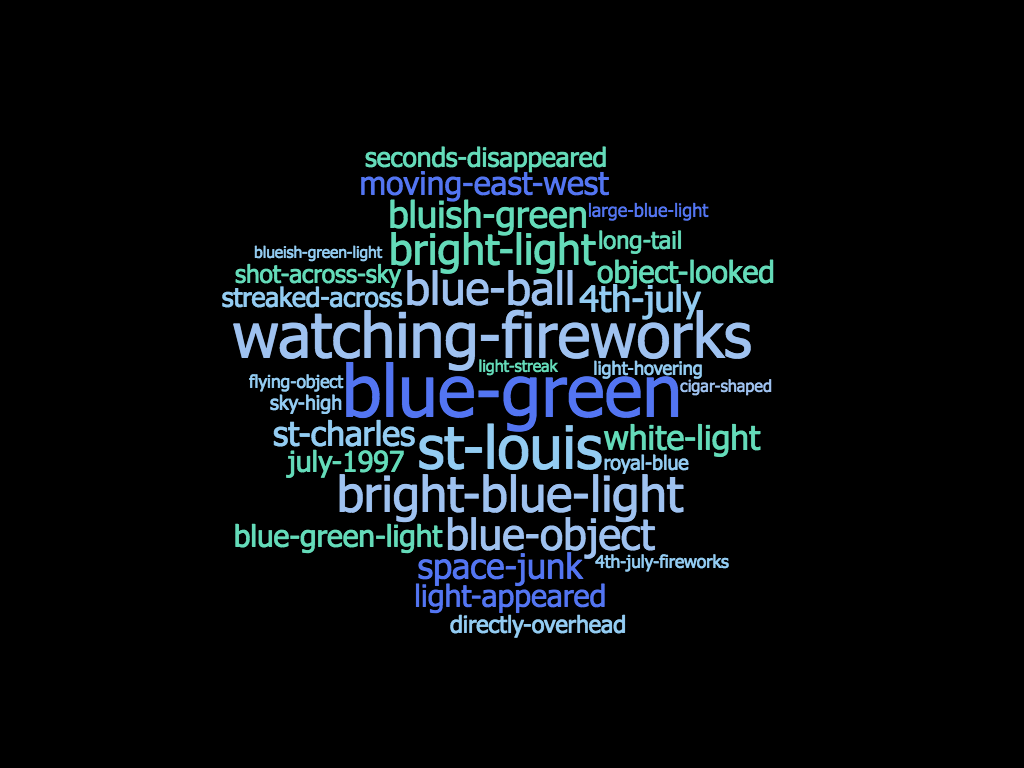 seconds-disappeared
moving-east-west
bluish-green
large-blue-light
bright-light
long-tail
blueish-green-light
shot-across-sky
object-looked
streaked-across
blue-ball
4th-july
watching-fireworks
light-streak
light-hovering
flying-object
blue-green
cigar-shaped
sky-high
st-charles
st-louis
white-light
july-1997
royal-blue
bright-blue-light
blue-green-light
blue-object
space-junk
4th-july-fireworks
light-appeared
directly-overhead